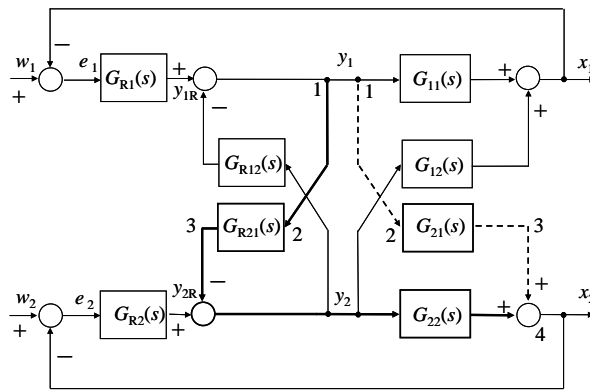 w1 − e1 GR1(s) + y1R − y1 G11(s) + x1
+ 1 1 +
GR12(s) G12(s)
3 GR21(s) 2 2 G21(s) 3
w2 e2 GR2(s) y2R − + y2 G22(s) + + x2
+ − 4